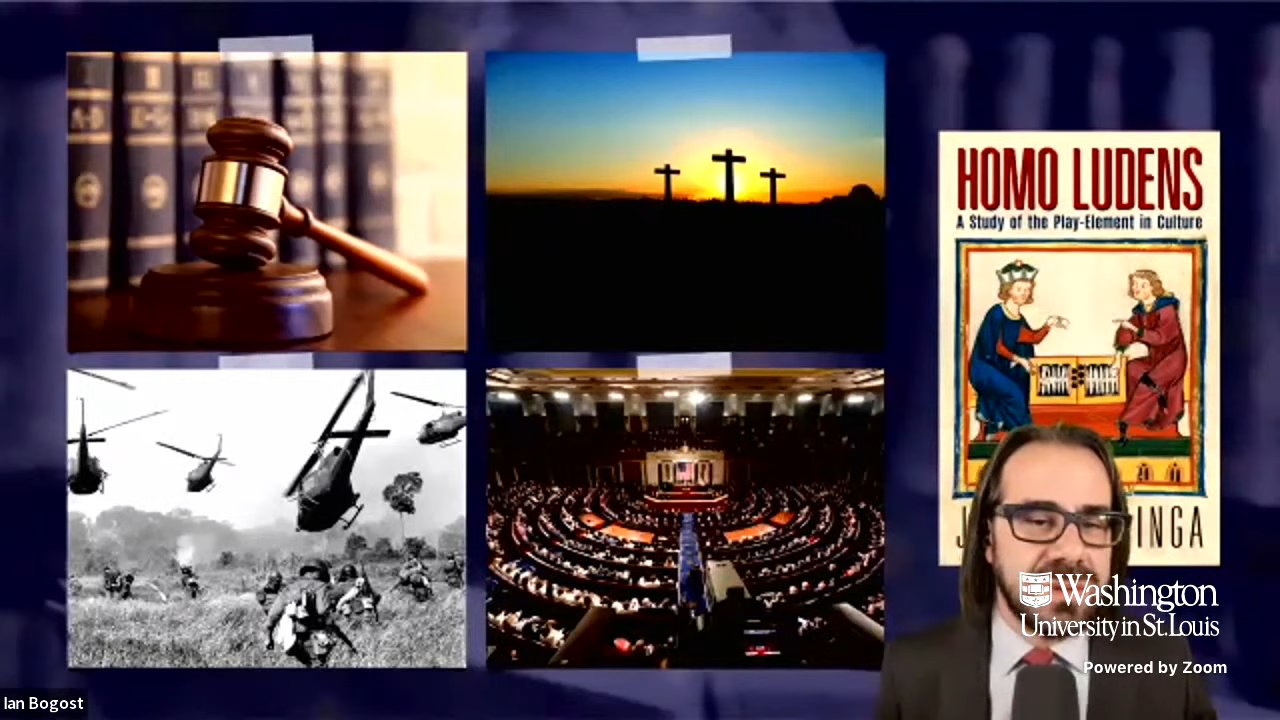 A-D
HOMO LUDENS
A Study of the Play-Element in Culture
J
INGA
Washington
University in St. Louis
Powered by Zoom
Ian Bogost